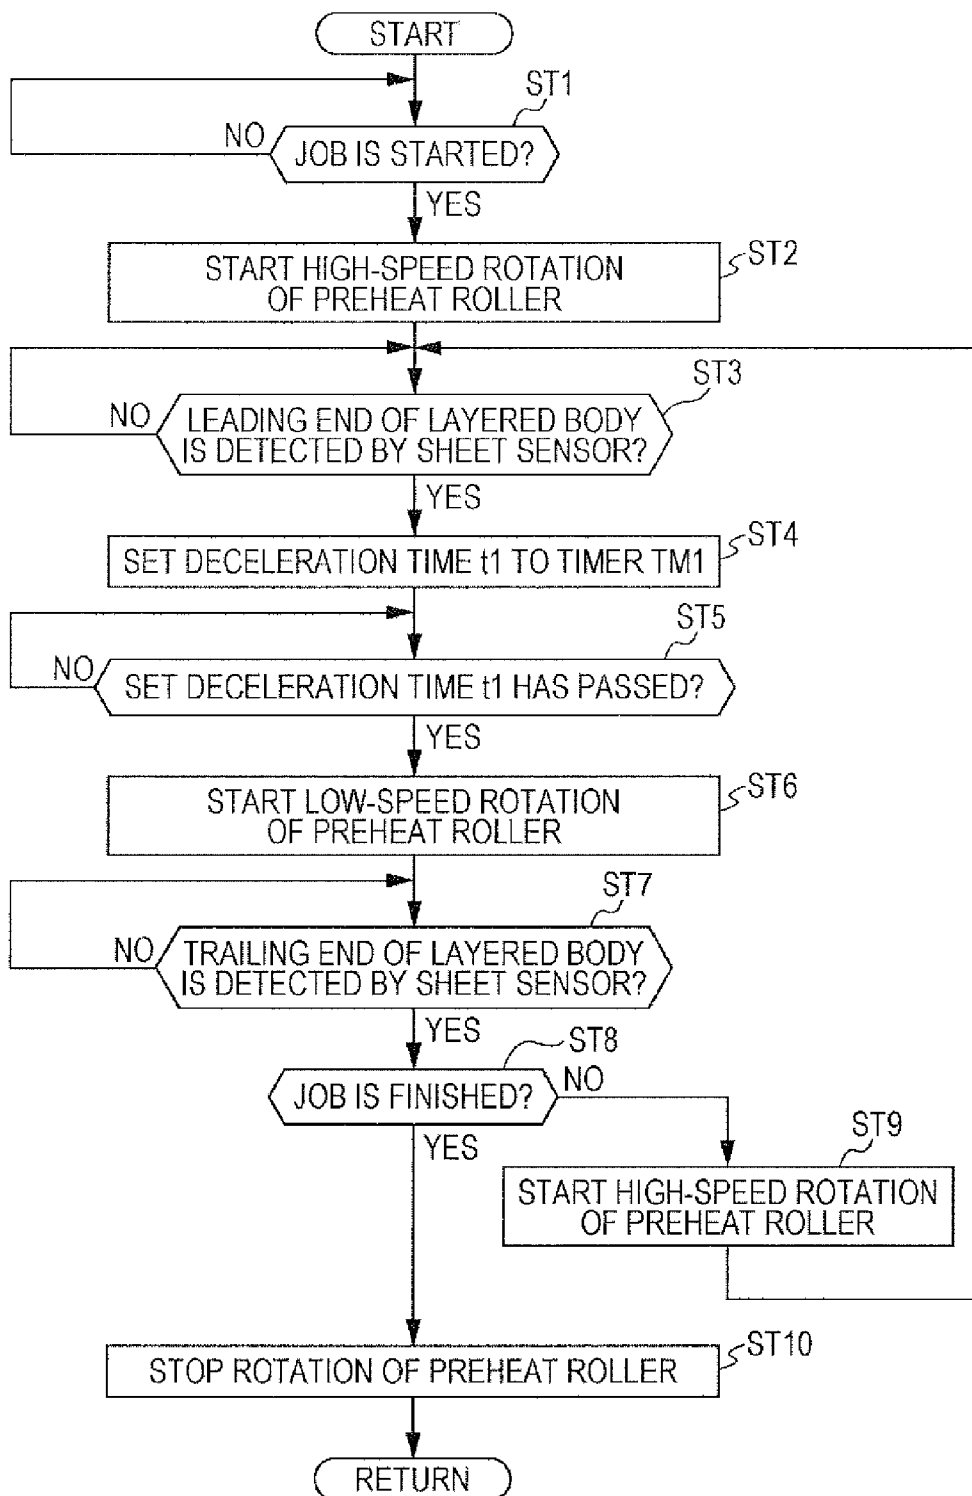 START
ST1
NO
JOB IS STARTED?
YES
ST2
START HIGH-SPEED ROTATION
OF PREHEAT ROLLER
ST3
NO
LEADING END OF LAYERED BODY
IS DETECTED BY SHEET SENSOR?
YES
ST4
SET DECELERATION TIME t1 TO TIMER TM1
ST5
NO
SET DECELERATION TIME t1 HAS PASSED?
YES
ST6
START LOW-SPEED ROTATION
OF PREHEAT ROLLER
ST7
NO
TRAILING END OF LAYERED BODY
IS DETECTED BY SHEET SENSOR?
YES
ST8
JOB IS FINISHED?
NO
YES
ST9
START HIGH-SPEED ROTATION
OF PREHEAT ROLLER
ST10
STOP ROTATION OF PREHEAT ROLLER
RETURN